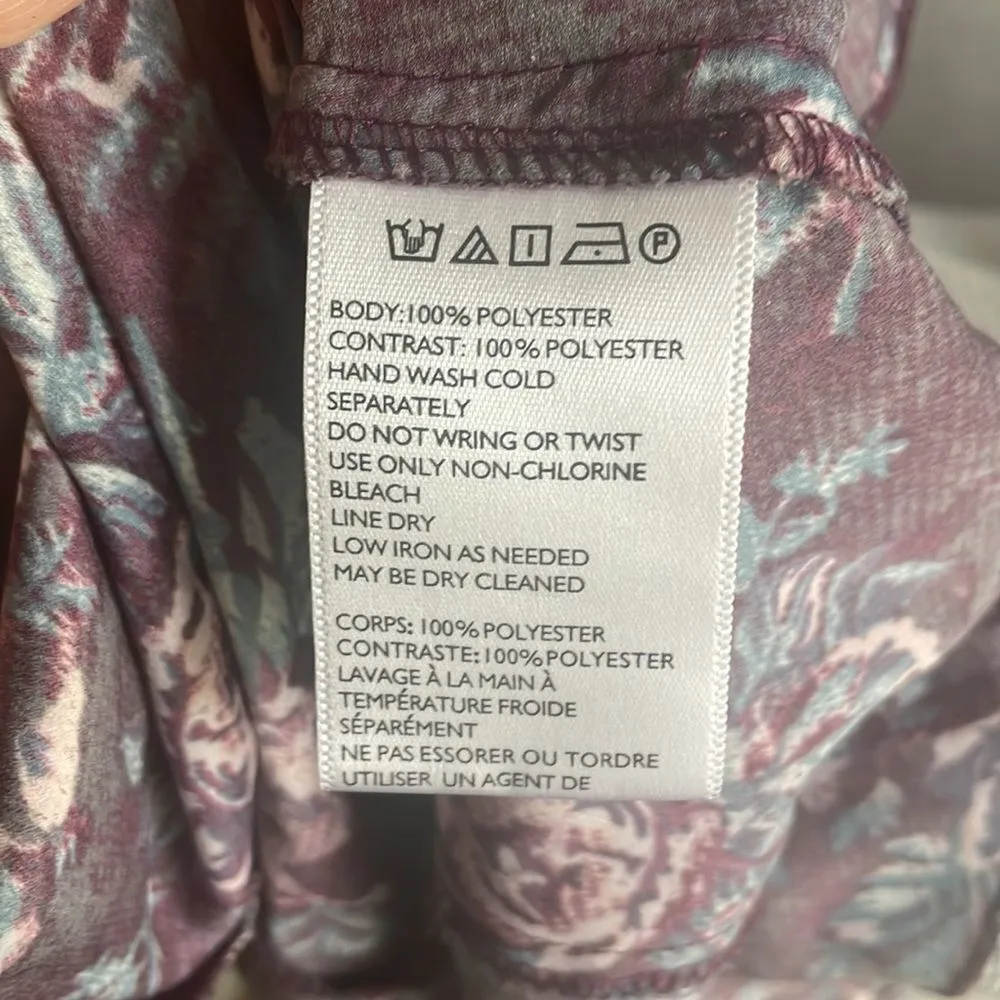 P
BODY:100% POLYESTER
CONTRAST: 100% POLYESTER
HAND WASH COLD
SEPARATELY
DO NOT WRING OR TWIST
USE ONLY NON-CHLORINE
BLEACH
LINE DRY
LOW IRON AS NEEDED
MAY BE DRY CLEANED
CORPS: 100% POLYESTER
CONTRASTE: 100% POLYESTER
LAVAGE À LA MAIN À
TEMPÉRATURE FROIDE
SÉPARÉMENT
NE PAS ESSORER OU TORDRE
UTILISER UN AGENT DE